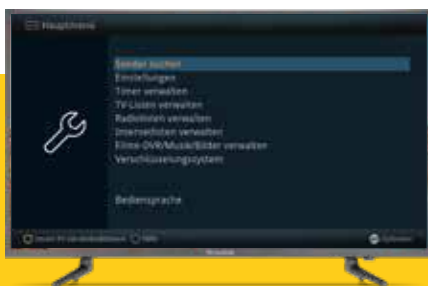 Hauptmenü
Sender suchen
Einstellungen
Timer verwalten
TV-Listen verwalten
Radiolisten verwalten
Internetlisten verwalten
Filme-DVR/Musik/Bilder verwalten
Verschlüsselungssystem
Bediensprache